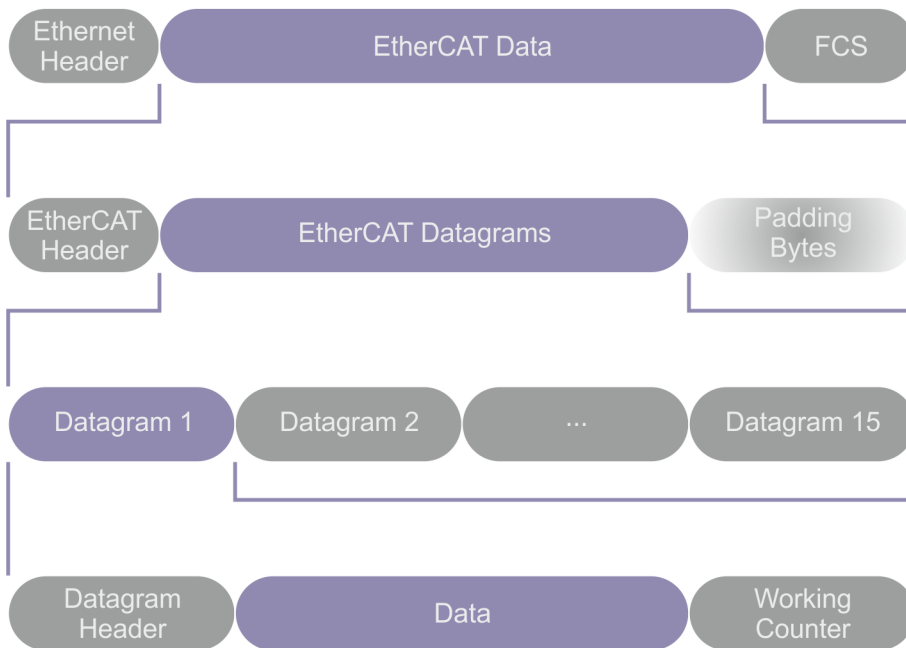 Ethernet
Header
EtherCAT Data
FCS
EtherCAT
Header
EtherCAT Datagrams
Padding
Bytes
Datagram 1
Datagram 2
...
Datagram 15
Datagram
Header
Data
Working
Counter